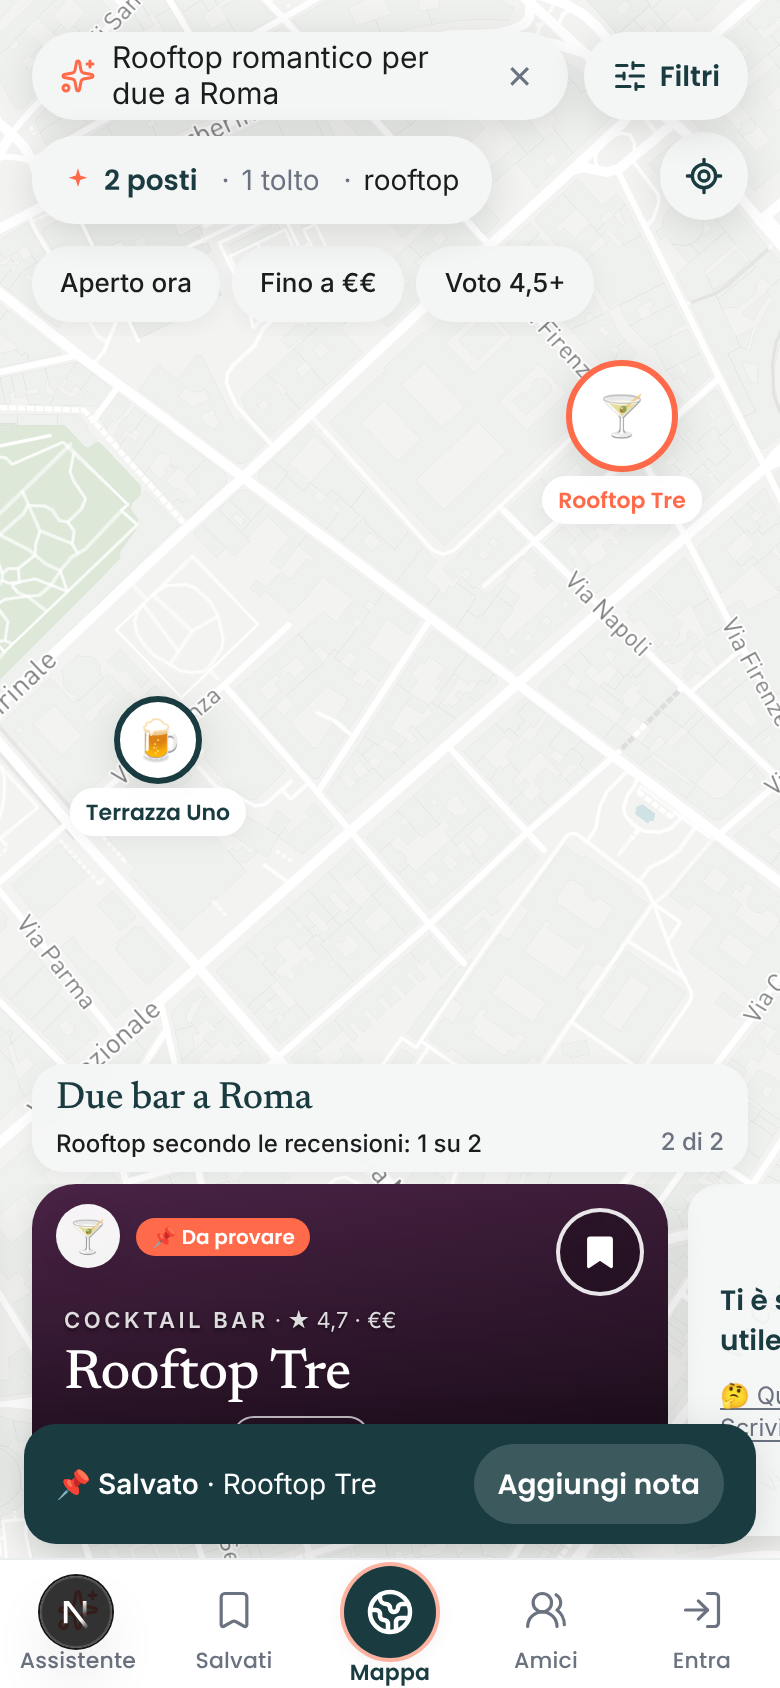 Rooftop romantico per
due a Roma
Filtri
2 posti · 1 tolto · rooftop
Aperto ora
Fino a €€
Voto 4,5+
Firenz
Rooftop Tre
Via Napoli
Via Firenze
Terrazza Uno
Via Parma
Due bar a Roma
Rooftop secondo le recensioni: 1 su 2
2 di 2
📌 Da provare
COCKTAIL BAR · ★ 4,7 · €€
Rooftop Tre
Ti è s
utile
🤔 Qu
Scrivi
📌 Salvato · Rooftop Tre
Aggiungi nota
N
Assistente
Salvati
Mappa
Amici
Entra